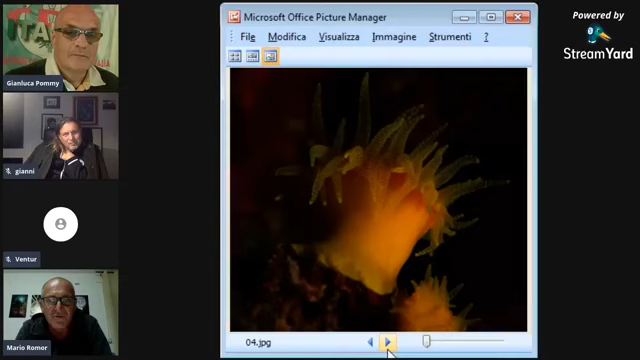 Gianluca Pommy
gianni
Ventur
Mario Romor
Microsoft Office Picture Manager
File Modifica Visualizza Immagine Strumenti ?
04.jpg
Powered by
StreamYard